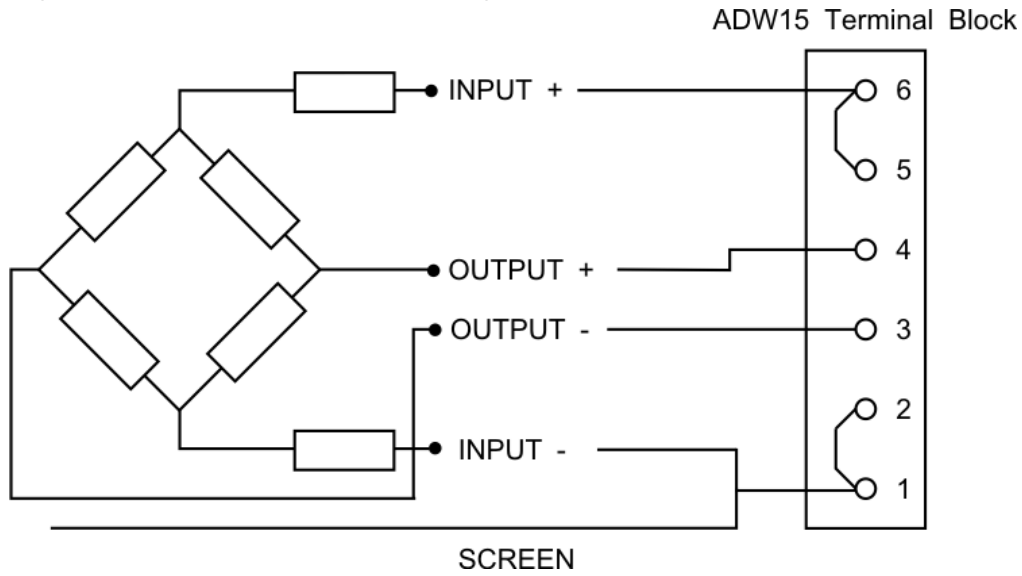 ADW15 Terminal Block
INPUT + 6
5
OUTPUT + 4
OUTPUT - 3
2
INPUT - 1
SCREEN